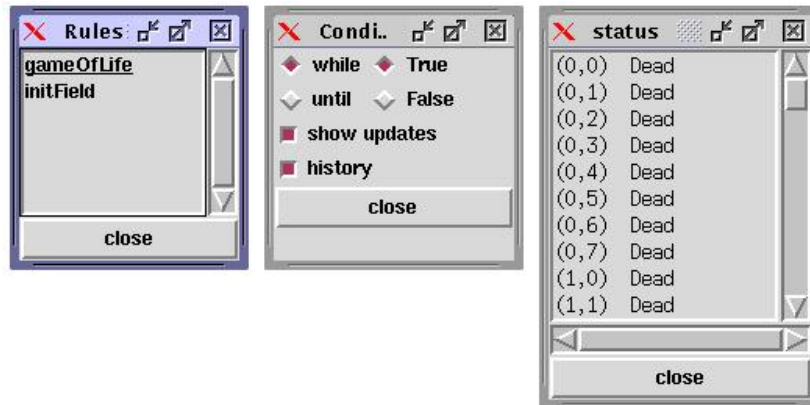 Rules
gameOfLife
initField
close
Condi..
while True
until False
show updates
history
close
status
(0,0) Dead
(0,1) Dead
(0,2) Dead
(0,3) Dead
(0,4) Dead
(0,5) Dead
(0,6) Dead
(0,7) Dead
(1,0) Dead
(1,1) Dead
close